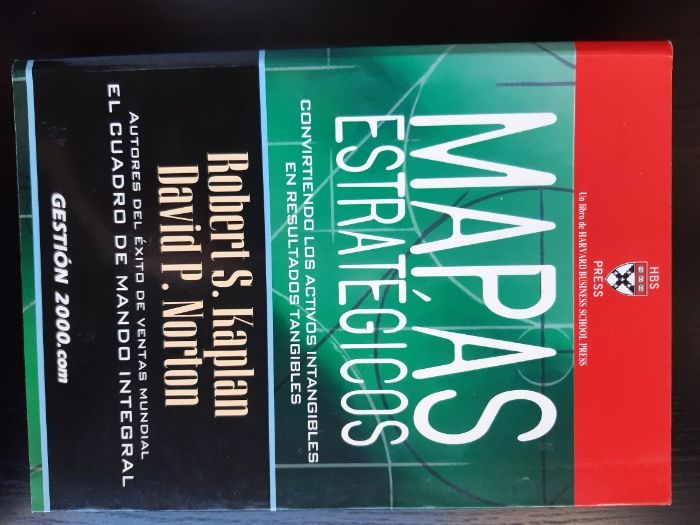 HBS
PRESS
Un libro de HARVARD BUSINESS SCHOOL PRESS
MAPAS
ESTRATÉGICOS
CONVIRTIENDO LOS ACTIVOS INTANGIBLES
EN RESULTADOS TANGIBLES
Robert S. Kaplan
David P. Norton
AUTORES DEL ÉXITO DE VENTAS MUNDIAL
EL CUADRO DE MANDO INTEGRAL
GESTIÓN 2000.com